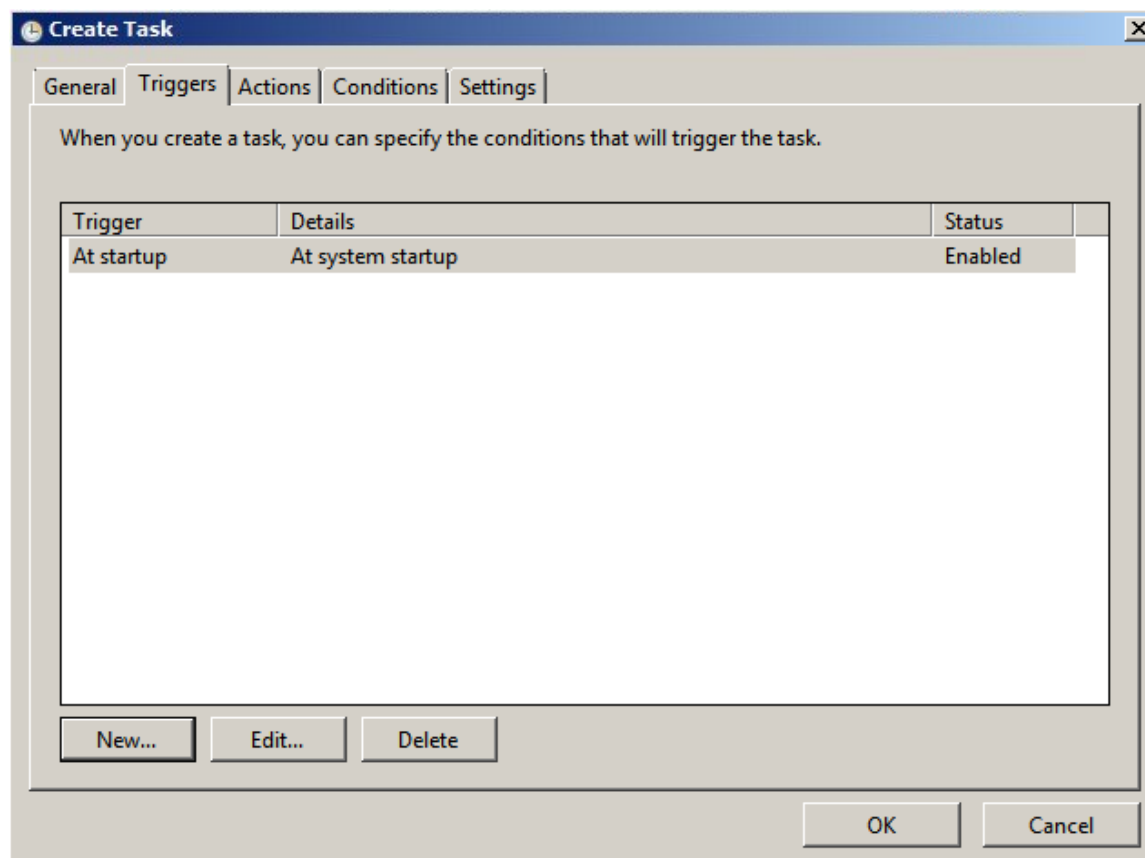 Create Task
General Triggers Actions Conditions Settings
When you create a task, you can specify the conditions that will trigger the task.
Trigger Details Status
At startup At system startup Enabled
New... Edit... Delete
OK Cancel